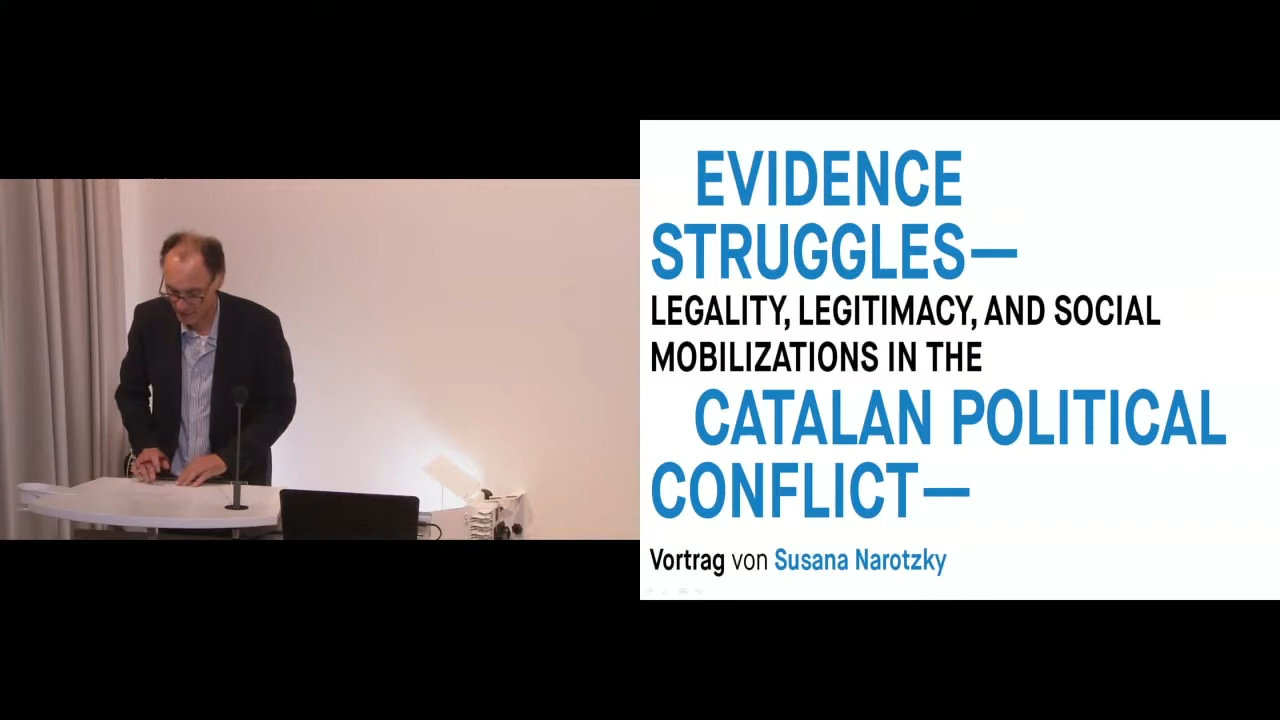 EVIDENCE
STRUGGLES—
LEGALITY, LEGITIMACY, AND SOCIAL
MOBILIZATIONS IN THE
CATALAN POLITICAL
CONFLICT—
Vortrag von Susana Narotzky